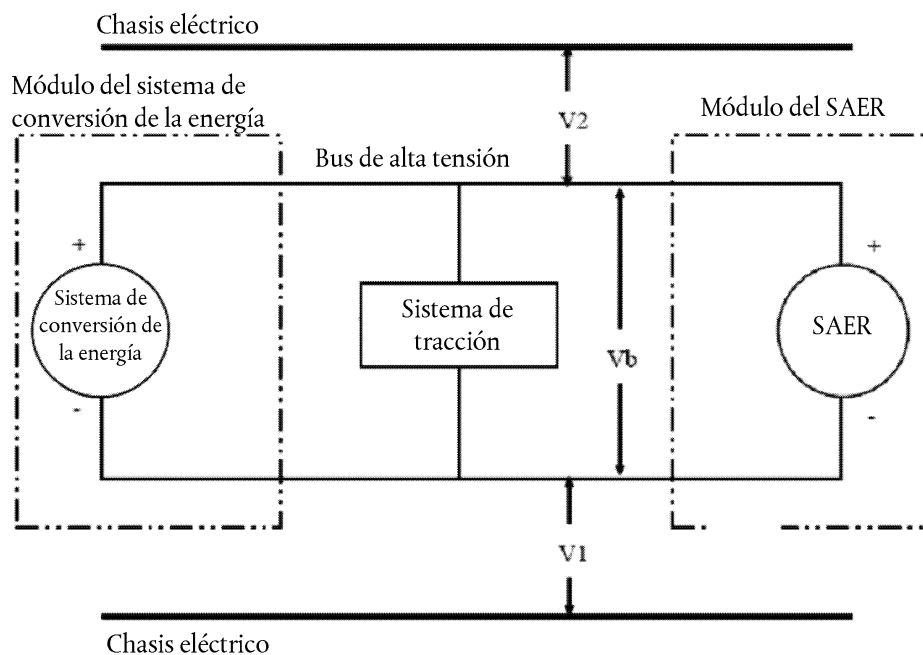 Chasis eléctrico
Módulo del sistema de
conversión de la energía
V2
Módulo del SAER
Bus de alta tensión
+
+
Sistema de
conversión de
la energía
Sistema de
tracción
SAER
Vb
-
-
V1
Chasis eléctrico